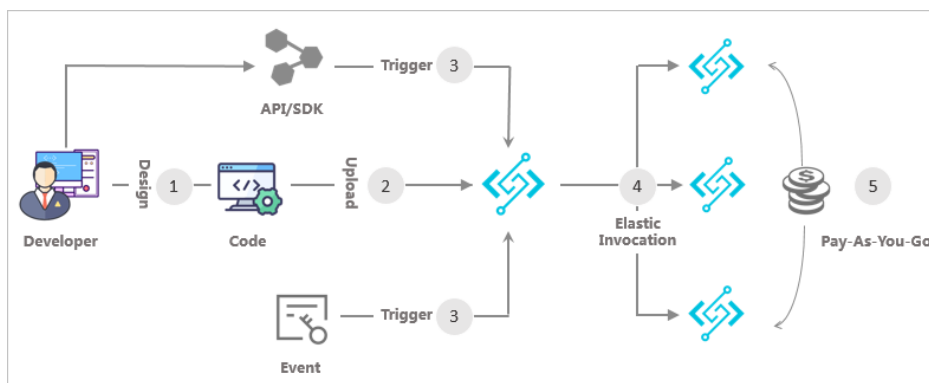 Trigger 3
API/SDK
Design 1
Upload 2
4
5
Developer
Code
Elastic
Invocation
Pay-As-You-Go
Trigger 3
Event